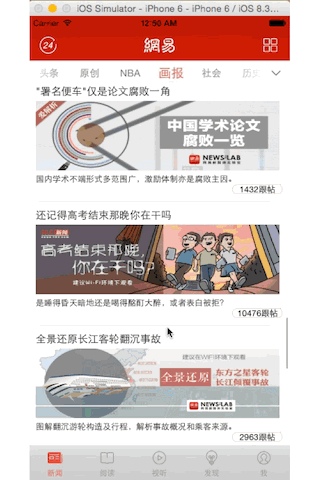 iOS Simulator - iPhone 6 - iPhone 6 / iOS 8.3...
Carrier
12:50 AM
24
網易
头条 原创 NBA 画报 社会 历史
"署名便车"仅是论文腐败一角
爱解析
中国学术论文
腐败一览
NEWSLAB
国内学术不端形式多范围广，激励体制亦是腐败主因。
1432跟帖
还记得高考结束那晚你在干吗
高考结束那晚,
你在干吗?
建议WiFi环境下观看
是睡得昏天暗地还是喝得酩酊大醉，或者表白被拒?
10476跟帖
全景还原长江客轮翻沉事故
建议在WIFI环境下观看
全景还原
东方之星客轮
长江倾覆事故
NEWSLAB
图解翻沉游轮构造及行程，解析事故概况和乘客来源。
2963跟帖
新闻 阅读 视听 发现 我